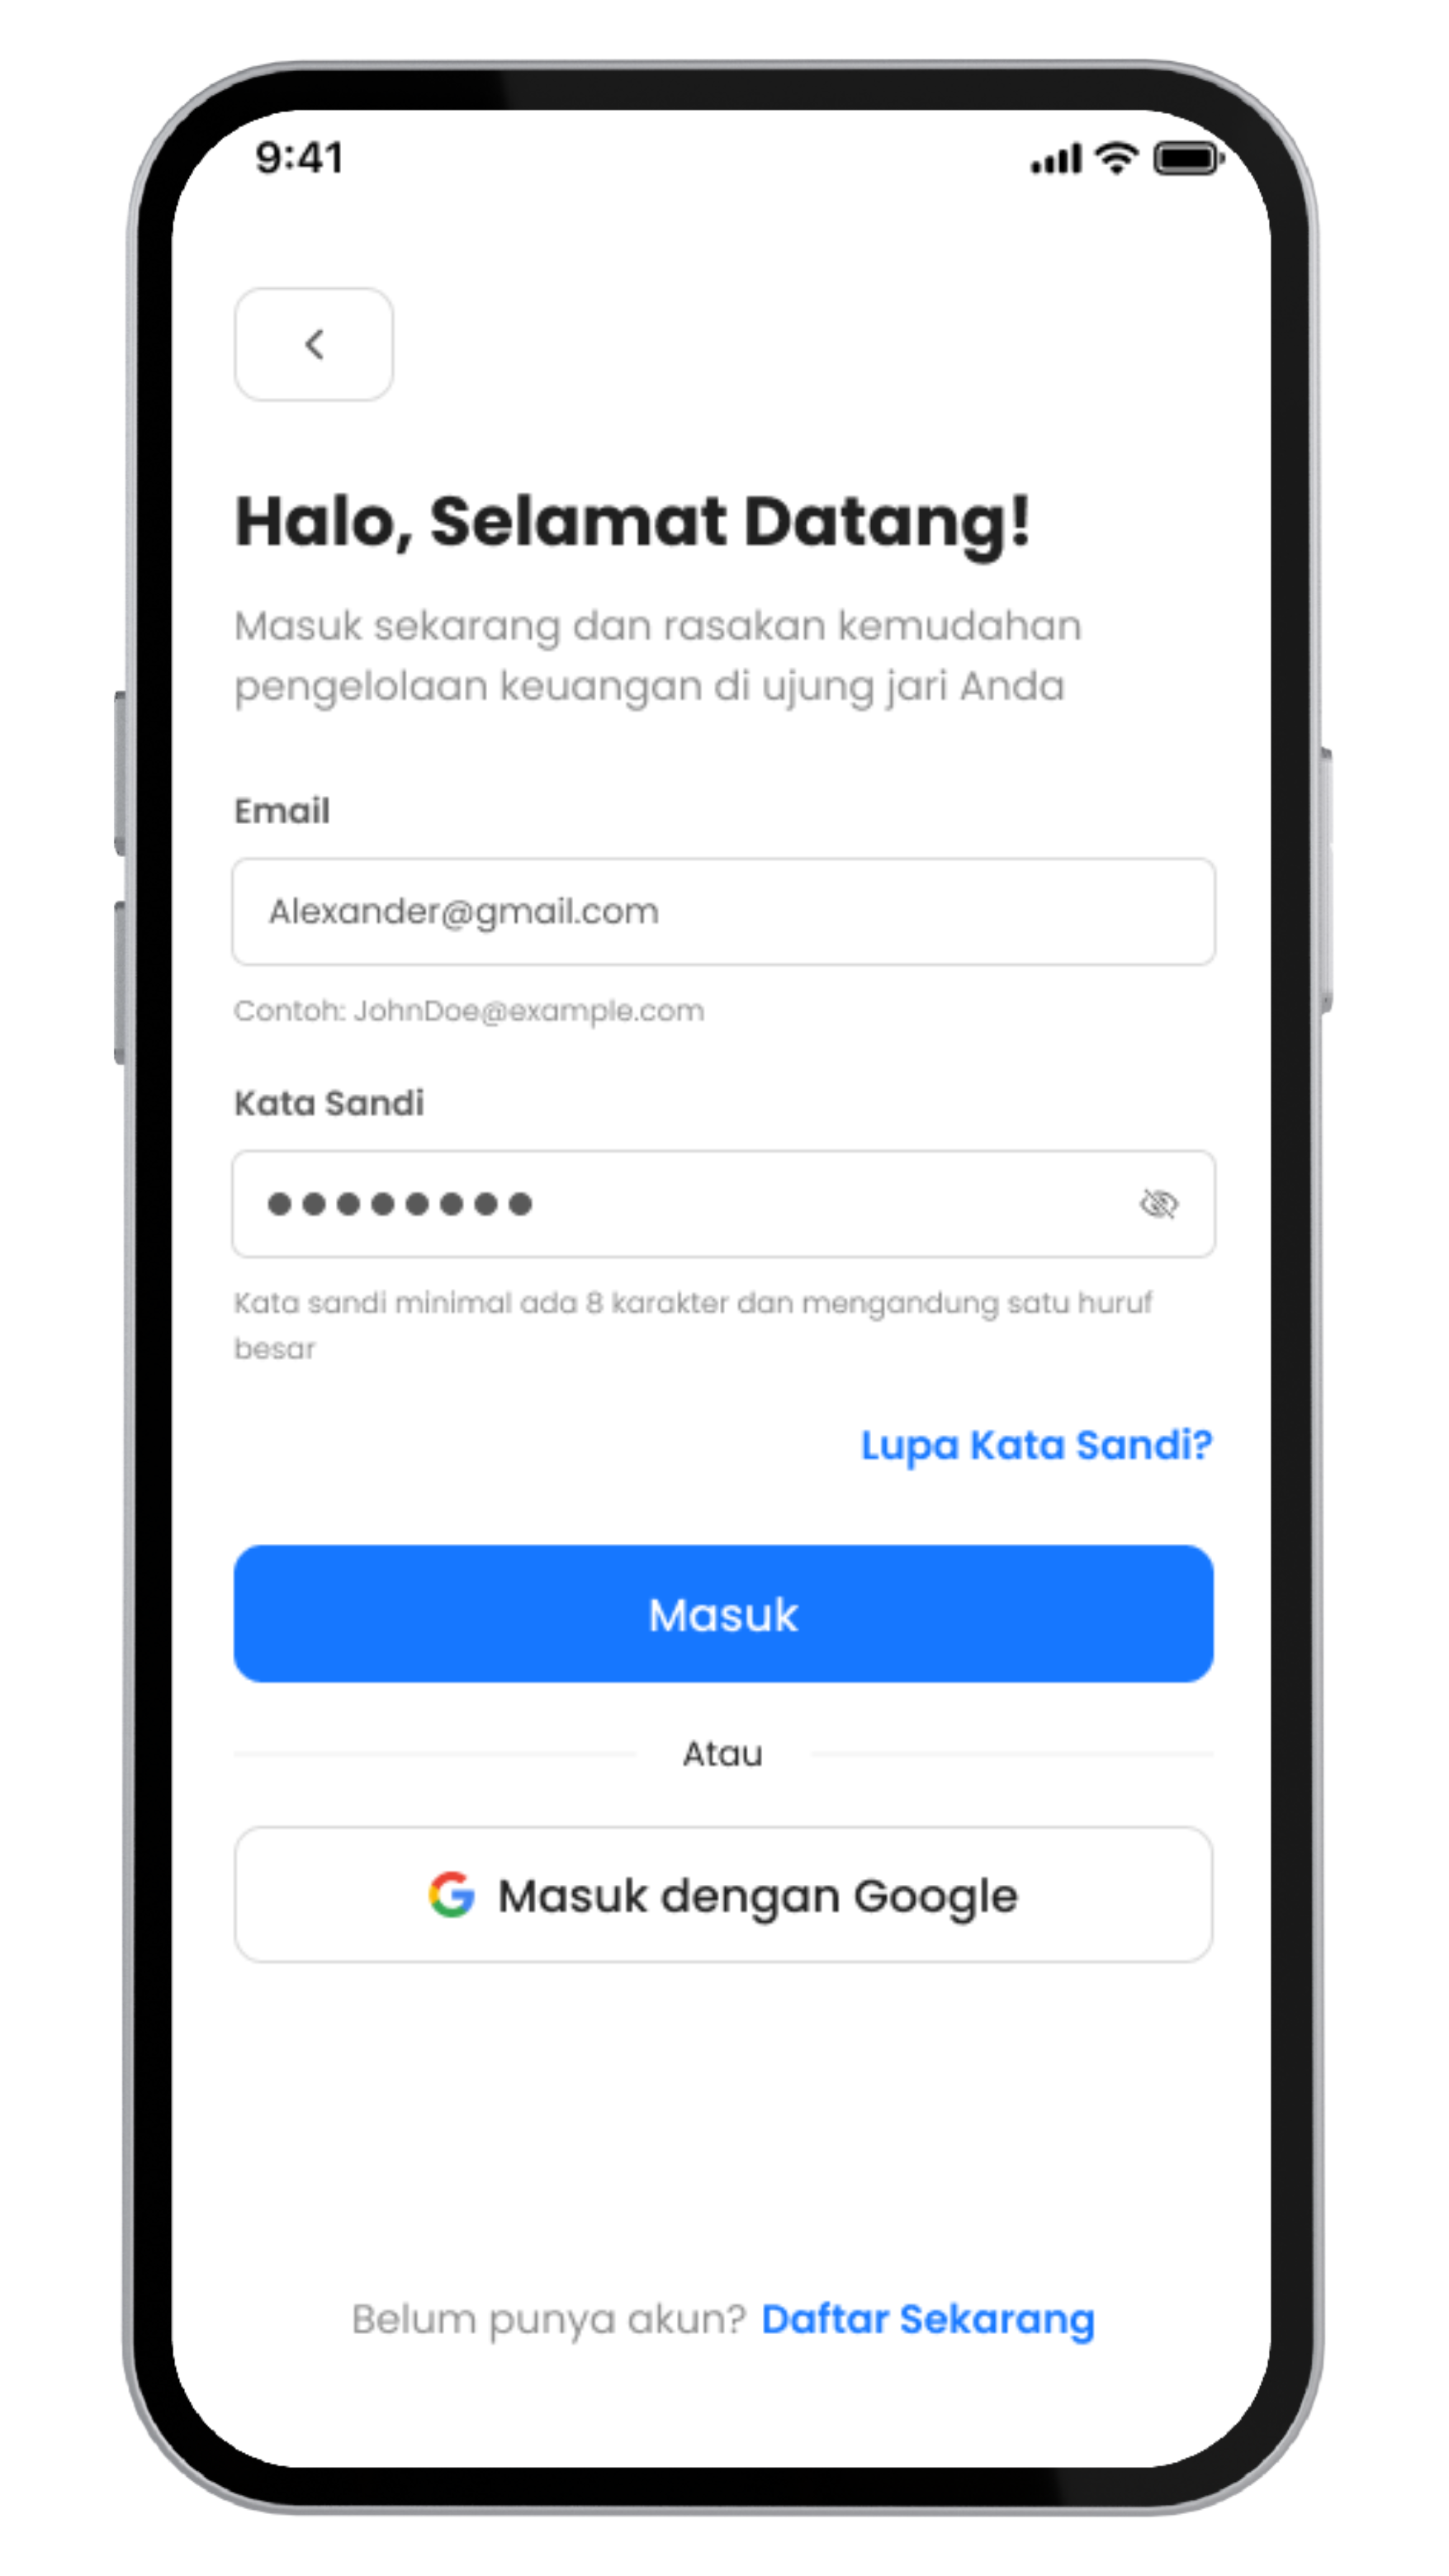 9:41
Halo, Selamat Datang!
Masuk sekarang dan rasakan kemudahan
pengelolaan keuangan di ujung jari Anda
Email
Alexander@gmail.com
Contoh: JohnDoe@example.com
Kata Sandi
Kata sandi minimal ada 8 karakter dan mengandung satu huruf
besar
Lupa Kata Sandi?
Masuk
Atau
Masuk dengan Google
Belum punya akun? Daftar Sekarang